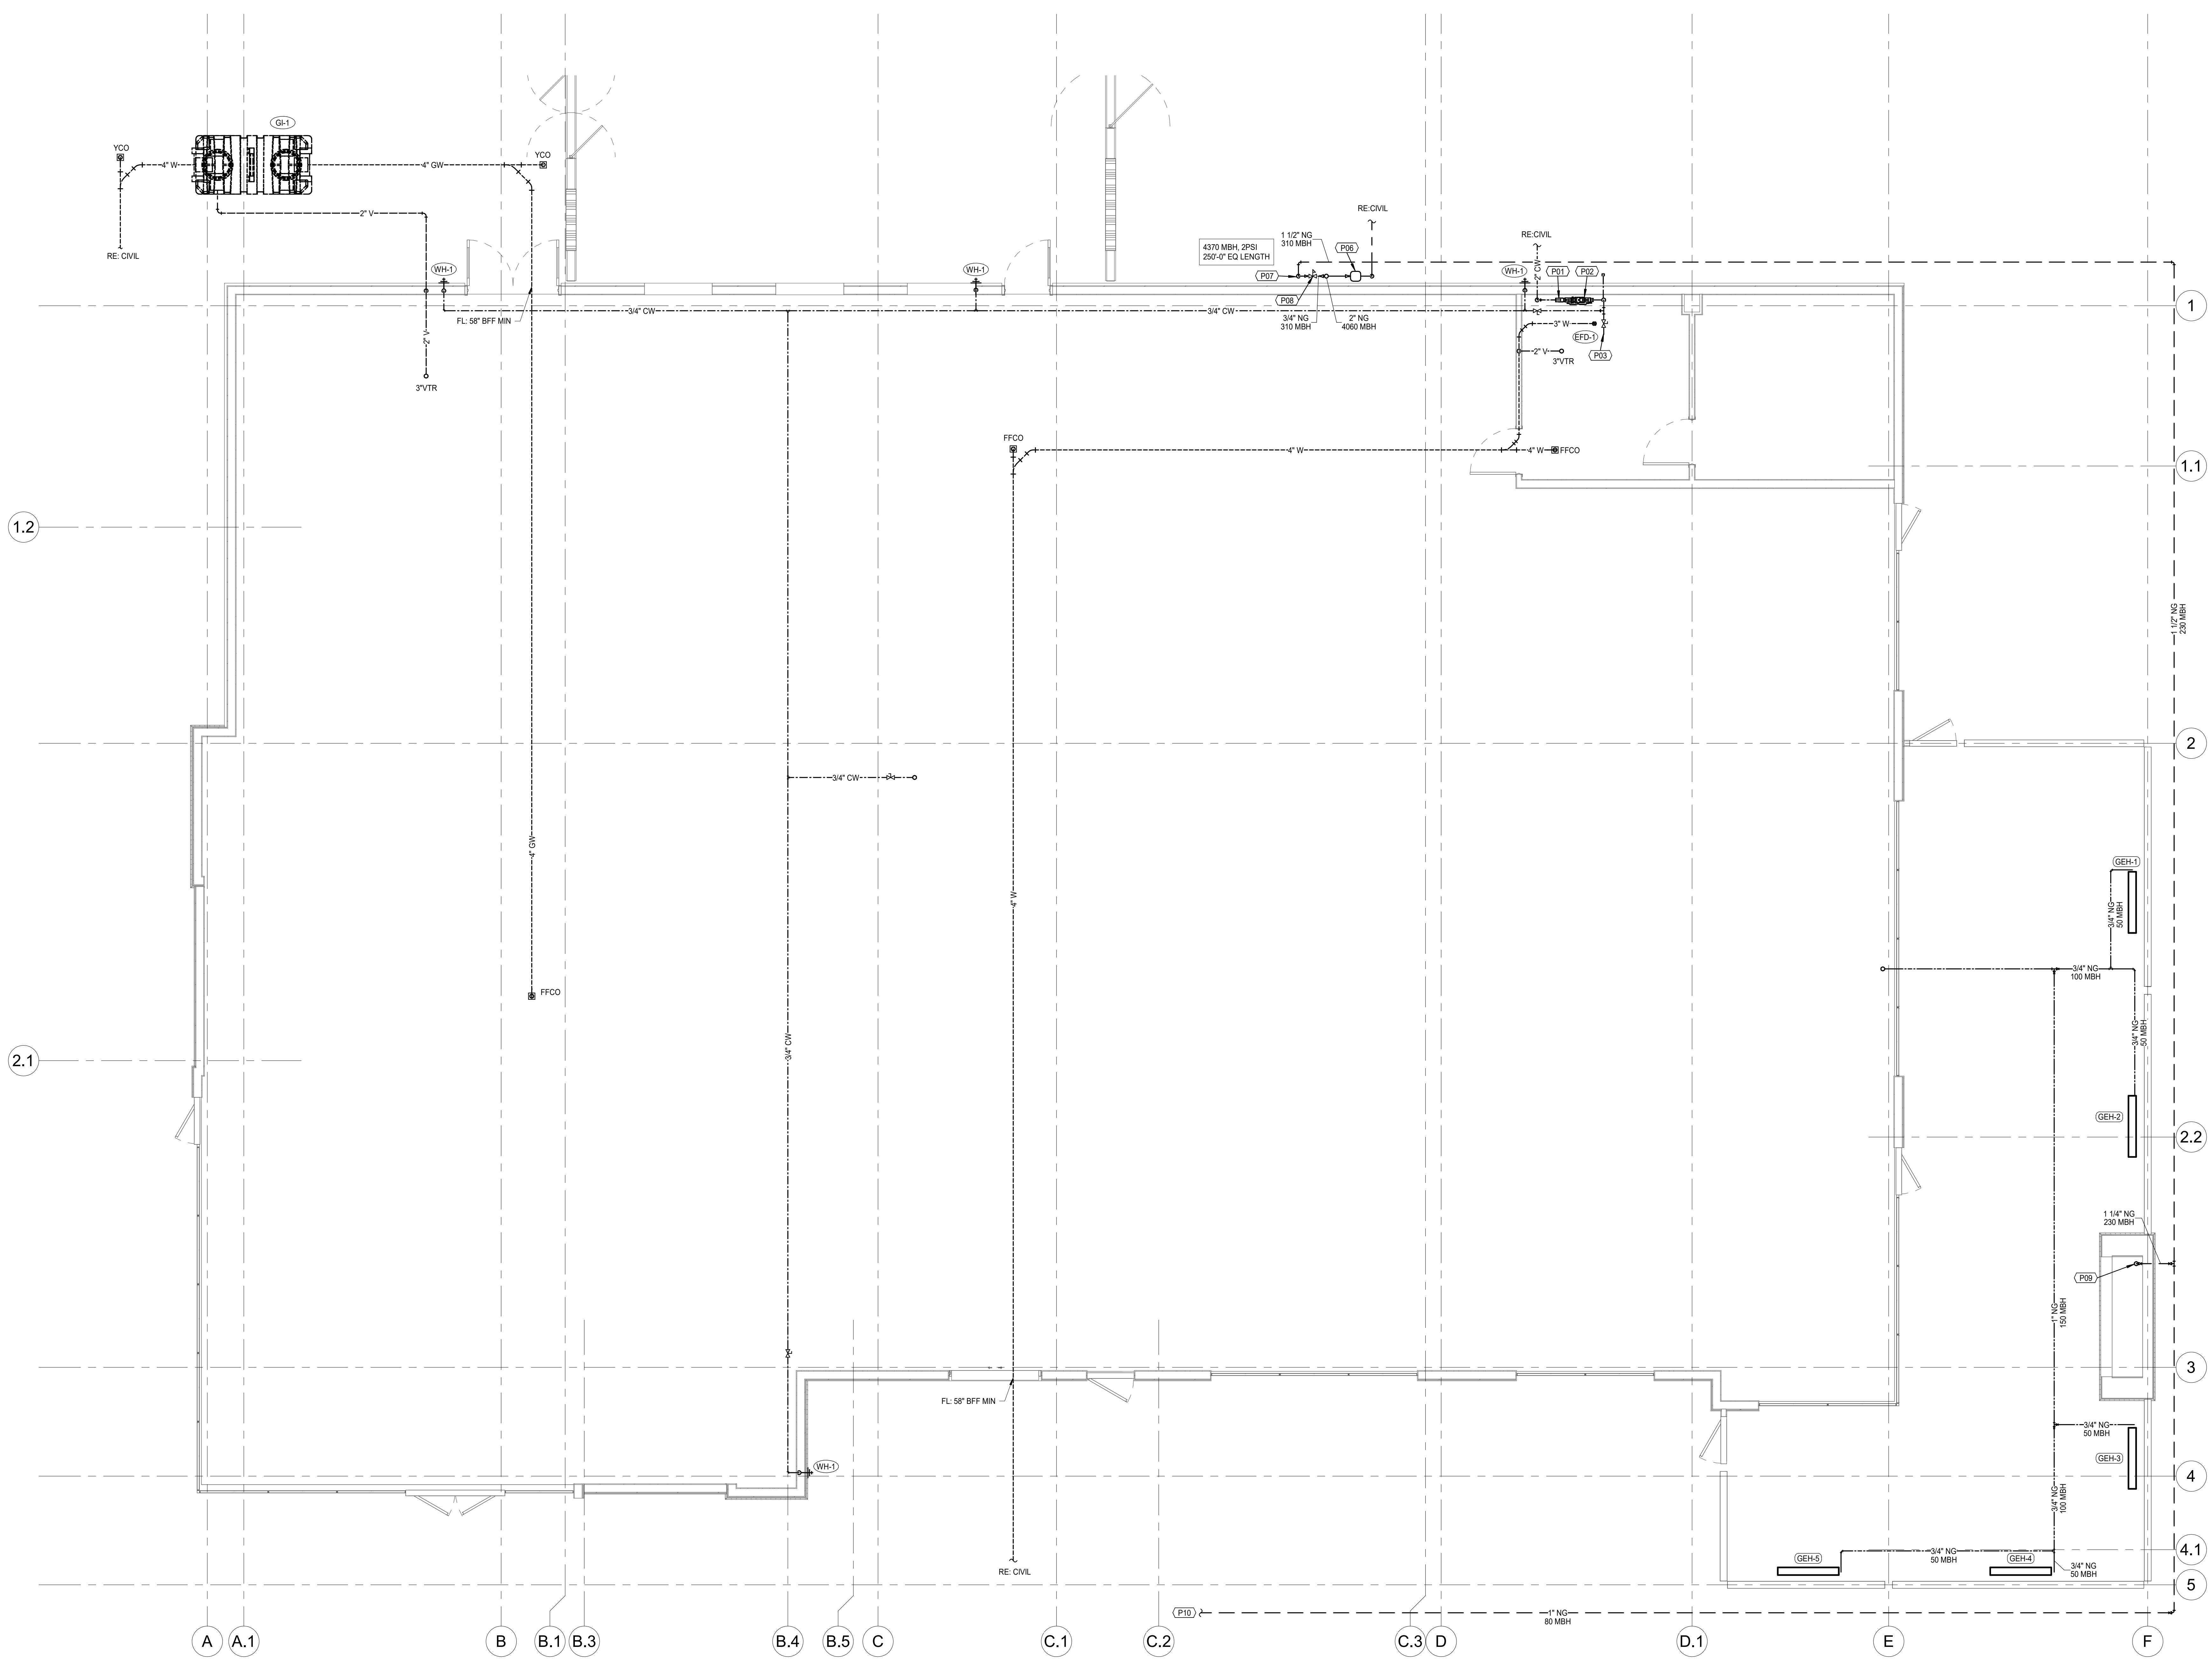 GI-1
YCO
4" W
4" GW
YCO
2" V
RE: CIVIL
RE:CIVIL
1 1/2" NG
310 MBH
P06
4370 MBH, 2PSI
250'-0" EQ LENGTH
RE:CIVIL
2" CW
WH-1
WH-1
P07
WH-1
P01
P02
P08
1
3/4" CW
3/4" CW
FL: 58" BFF MIN
3/4" NG
310 MBH
2" NG
4060 MBH
3" W
EFD-1
2" V
2" V
3"VTR
P03
3"VTR
FFCO
4" W
4" W
FFCO
1.1
1.2
1 1/2" NG
230 MBH
2
3/4" CW
4" GW
GEH-1
4" W
3/4" NG
50 MBH
3/4" NG
100 MBH
FFCO
3/4" NG
50 MBH
3/4" CW
2.1
GEH-2
2.2
1 1/4" NG
230 MBH
P09
1" NG
150 MBH
3
FL: 58" BFF MIN
3/4" NG
50 MBH
WH-1
GEH-3
4
3/4" NG
100 MBH
4.1
3/4" NG
50 MBH
GEH-5
GEH-4
3/4" NG
50 MBH
RE: CIVIL
5
P10
1" NG
80 MBH
A
A.1
B
B.1
B.3
B.4
B.5
C
C.1
C.2
C.3
D
D.1
E
F